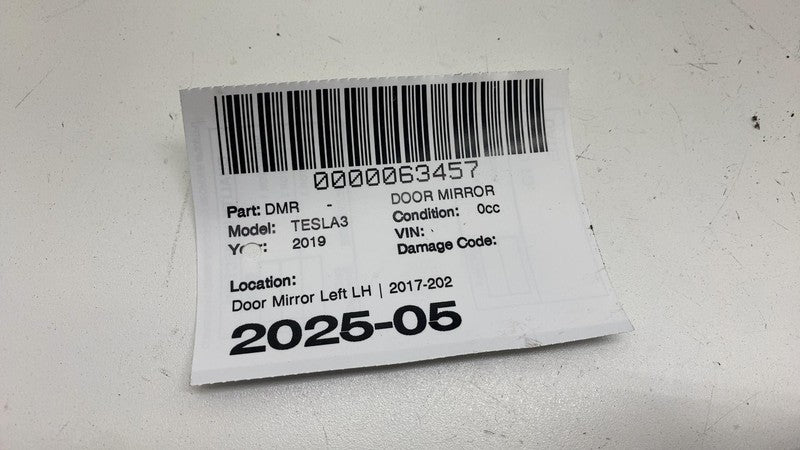 0000063457
Part: DMR - DOOR MIRROR
Model: TESLA3 Condition: 0cc
2019 VIN:
Damage Code:
Location:
Door Mirror Left LH | 2017-202
2025-05